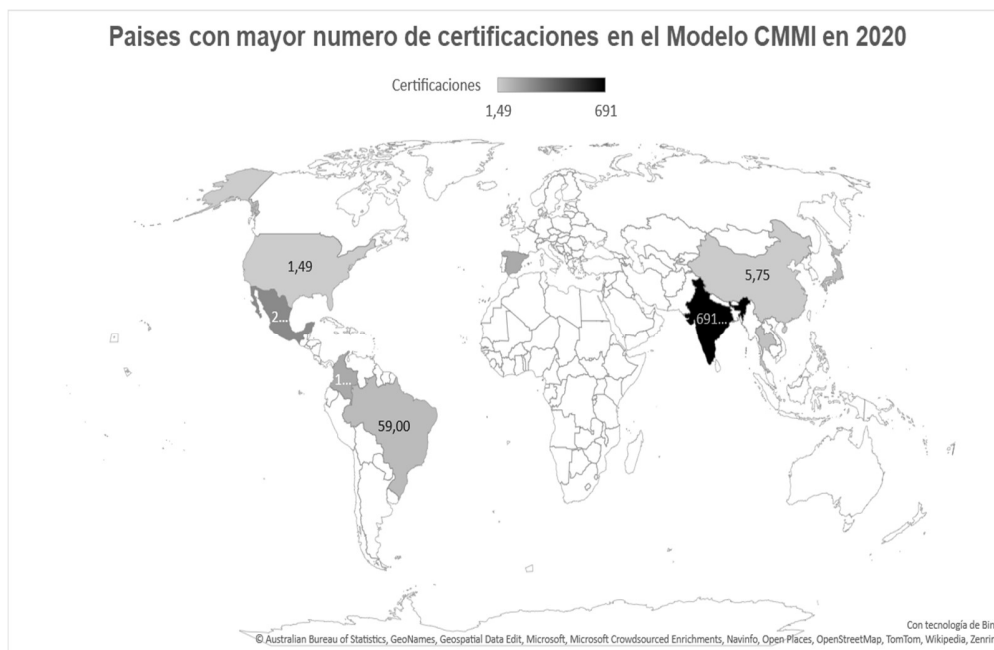 Paises con mayor numero de certificaciones en el Modelo CMMI en 2020
Certificaciones
1,49 691
1,49
5,75
2...
691...
1...
59,00
Con tecnología de Bin
© Australian Bureau of Statistics, GeoNames, Geospatial Data Edit, Microsoft, Microsoft Crowdsourced Enrichments, Navinfo, Open Places, OpenStreetMap, TomTom, Wikipedia, Zenrin